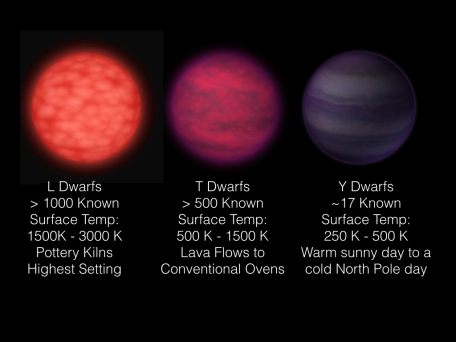 L Dwarfs
> 1000 Known
Surface Temp:
1500K - 3000 K
Pottery Kilns
Highest Setting
T Dwarfs
> 500 Known
Surface Temp:
500 K - 1500 K
Lava Flows to
Conventional Ovens
Y Dwarfs
~17 Known
Surface Temp:
250 K - 500 K
Warm sunny day to a
cold North Pole day